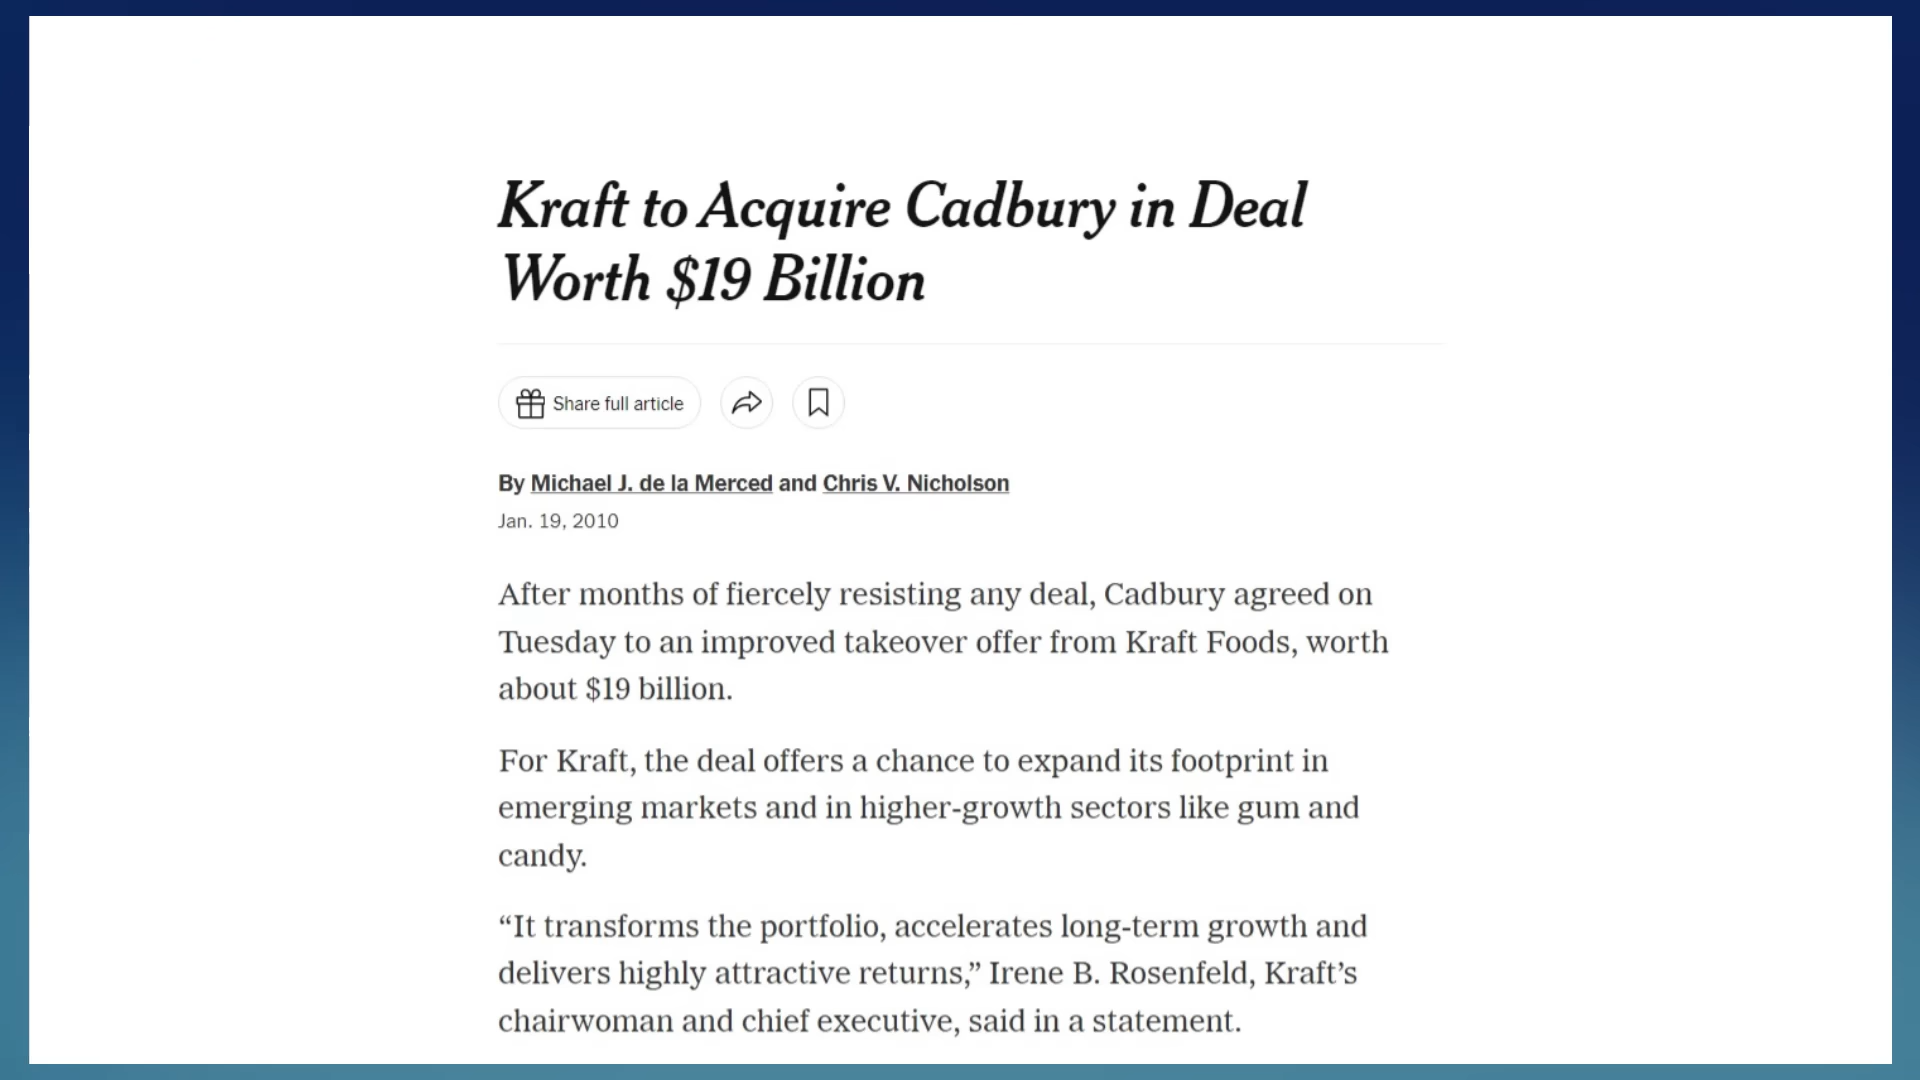 Kraft to Acquire Cadbury in Deal
Worth $19 Billion
Share full article
By Michael J. de la Merced and Chris V. Nicholson
Jan. 19, 2010
After months of fiercely resisting any deal, Cadbury agreed on
Tuesday to an improved takeover offer from Kraft Foods, worth
about $19 billion.
For Kraft, the deal offers a chance to expand its footprint in
emerging markets and in higher-growth sectors like gum and
candy.
“It transforms the portfolio, accelerates long-term growth and
delivers highly attractive returns,” Irene B. Rosenfeld, Kraft’s
chairwoman and chief executive, said in a statement.